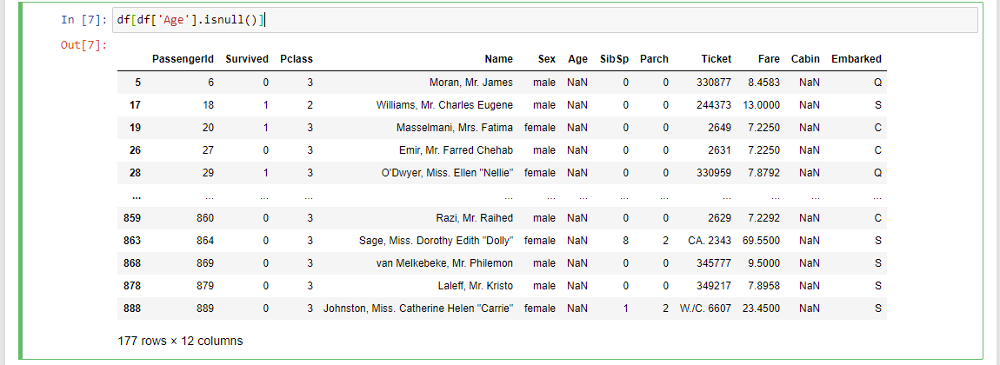 In [7]: df[df['Age'].isnull()]
Out[7]:
PassengerId Survived Pclass Name Sex Age SibSp Parch Ticket Fare Cabin Embarked
5 6 0 3 Moran, Mr. James male NaN 0 0 330877 8.4583 NaN Q
17 18 1 2 Williams, Mr. Charles Eugene male NaN 0 0 244373 13.0000 NaN S
19 20 1 3 Masselmani, Mrs. Fatima female NaN 0 0 2649 7.2250 NaN C
26 27 0 3 Emir, Mr. Farred Chehab male NaN 0 0 2631 7.2250 NaN C
28 29 1 3 O'Dwyer, Miss. Ellen "Nellie" female NaN 0 0 330959 7.8792 NaN Q
... ... ... ... ... ... ... ... ... ... ... ... ...
859 860 0 3 Razi, Mr. Raihed male NaN 0 0 2629 7.2292 NaN C
863 864 0 3 Sage, Miss. Dorothy Edith "Dolly" female NaN 8 2 CA. 2343 69.5500 NaN S
868 869 0 3 van Melkebeke, Mr. Philemon male NaN 0 0 345777 9.5000 NaN S
878 879 0 3 Laleff, Mr. Kristo male NaN 0 0 349217 7.8958 NaN S
888 889 0 3 Johnston, Miss. Catherine Helen "Carrie" female NaN 1 2 W./C. 6607 23.4500 NaN S
177 rows × 12 columns